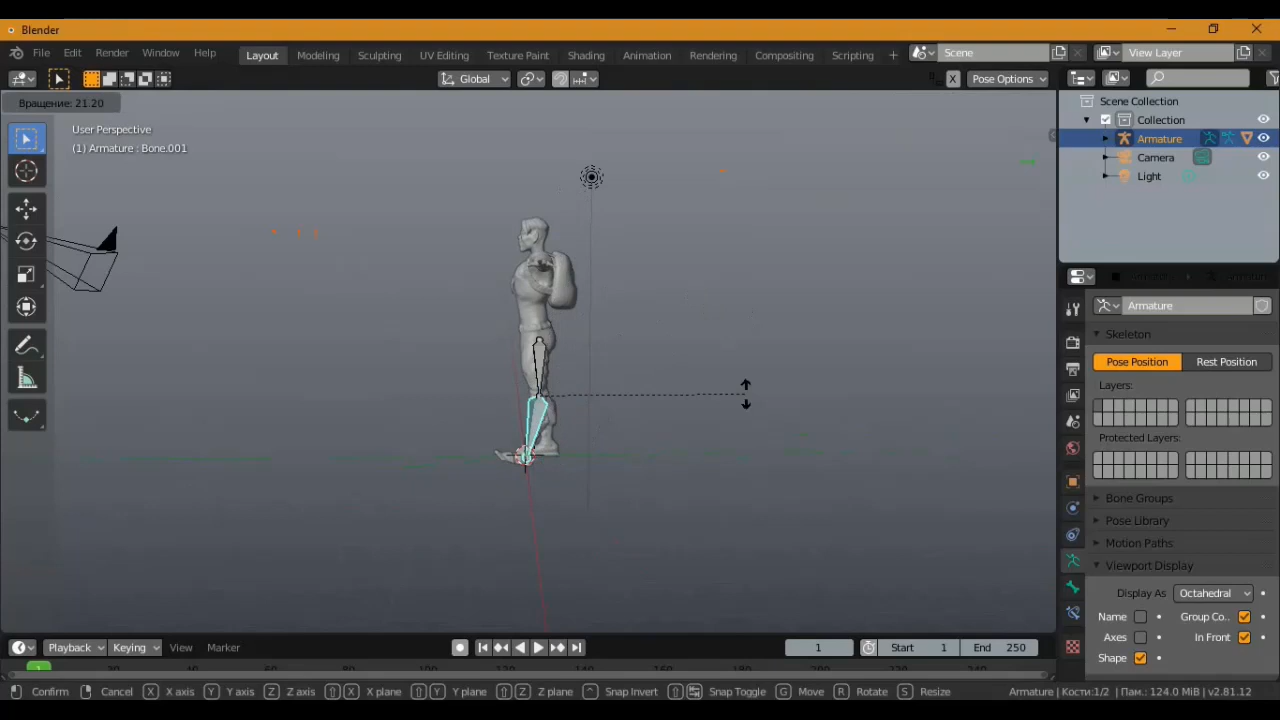 Blender
File Edit Render Window Help Layout Modeling Sculpting UV Editing Texture Paint Shading Animation Rendering Compositing Scripting + Scene View Layer
Global X Pose Options
Вращение: 21.20
User Perspective
(1) Armature : Bone.001
Scene Collection
Collection
Armature
Camera
Light
Armature
Skeleton
Pose Position Rest Position
Layers:
Protected Layers:
Bone Groups
Pose Library
Motion Paths
Viewport Display
Display As Octahedral
Name Group Co..
Axes In Front
Shape
Playback Keying View Marker 1 Start 1 End 250
1
Confirm Cancel X X axis Y Y axis Z Z axis X X plane Y Y plane Z Z plane Snap Invert Snap Toggle G Move R Rotate S Resize Armature | Кости:1/2 | Пам.: 124.0 MiB | v2.81.12